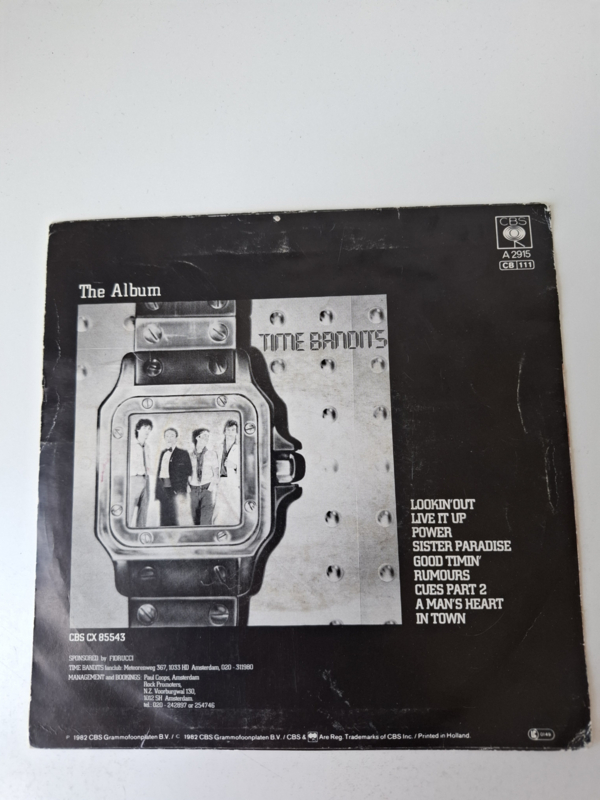 CBS
A 2915
CB 111
The Album
TIME BANDITS
LOOKIN' OUT
LIVE IT UP
POWER
SISTER PARADISE
GOOD TIMIN'
RUMOURS
CUES PART 2
A MAN'S HEART
IN TOWN
CBS CX 85543
SPONSORED by FIORUCCI
TIME BANDITS fanclub: Meteorenweg 367, 1033 HD Amsterdam, 020 - 311980
MANAGEMENT and BOOKINGS: Paul Coops, Amsterdam
Rock Promoters,
N.Z. Voorburgwal 130,
1012 SH Amsterdam.
tel. 020 - 242897 or 254746
P 1982 CBS Grammofoonplaten B.V. / C 1982 CBS Grammofoonplaten B.V. / CBS & Are Reg. Trademarks of CBS Inc. / Printed in Holland.